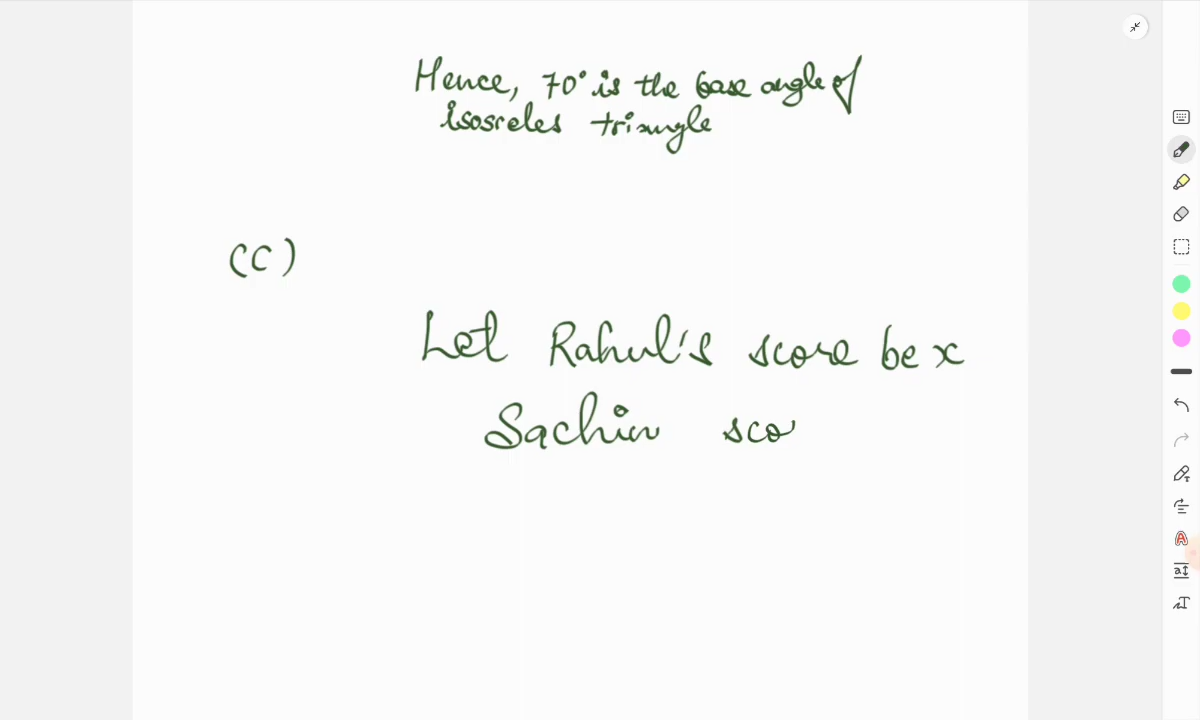 Hence, 70° is the base angle of
isosceles triangle
(C)
Let Rahul's score be x
Sachin sco